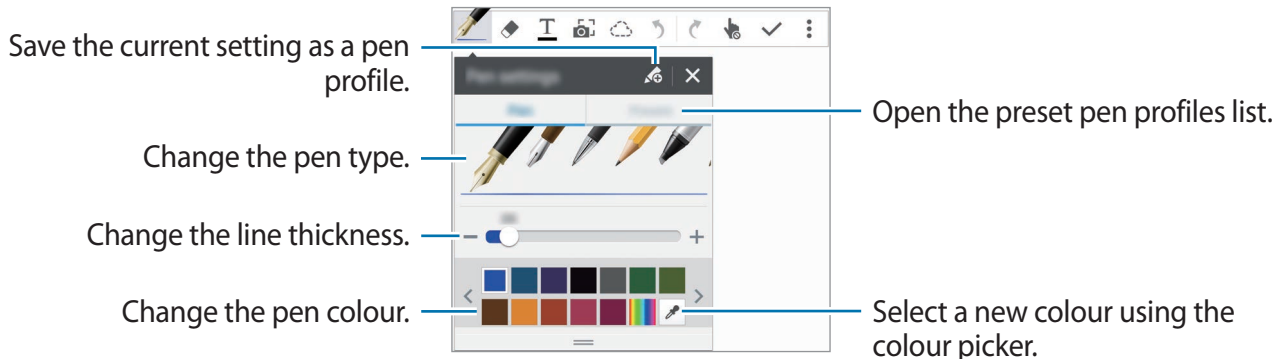 Save the current setting as a pen
profile.
Open the preset pen profiles list.
Change the pen type.
Change the line thickness.
Change the pen colour.
Select a new colour using the
colour picker.